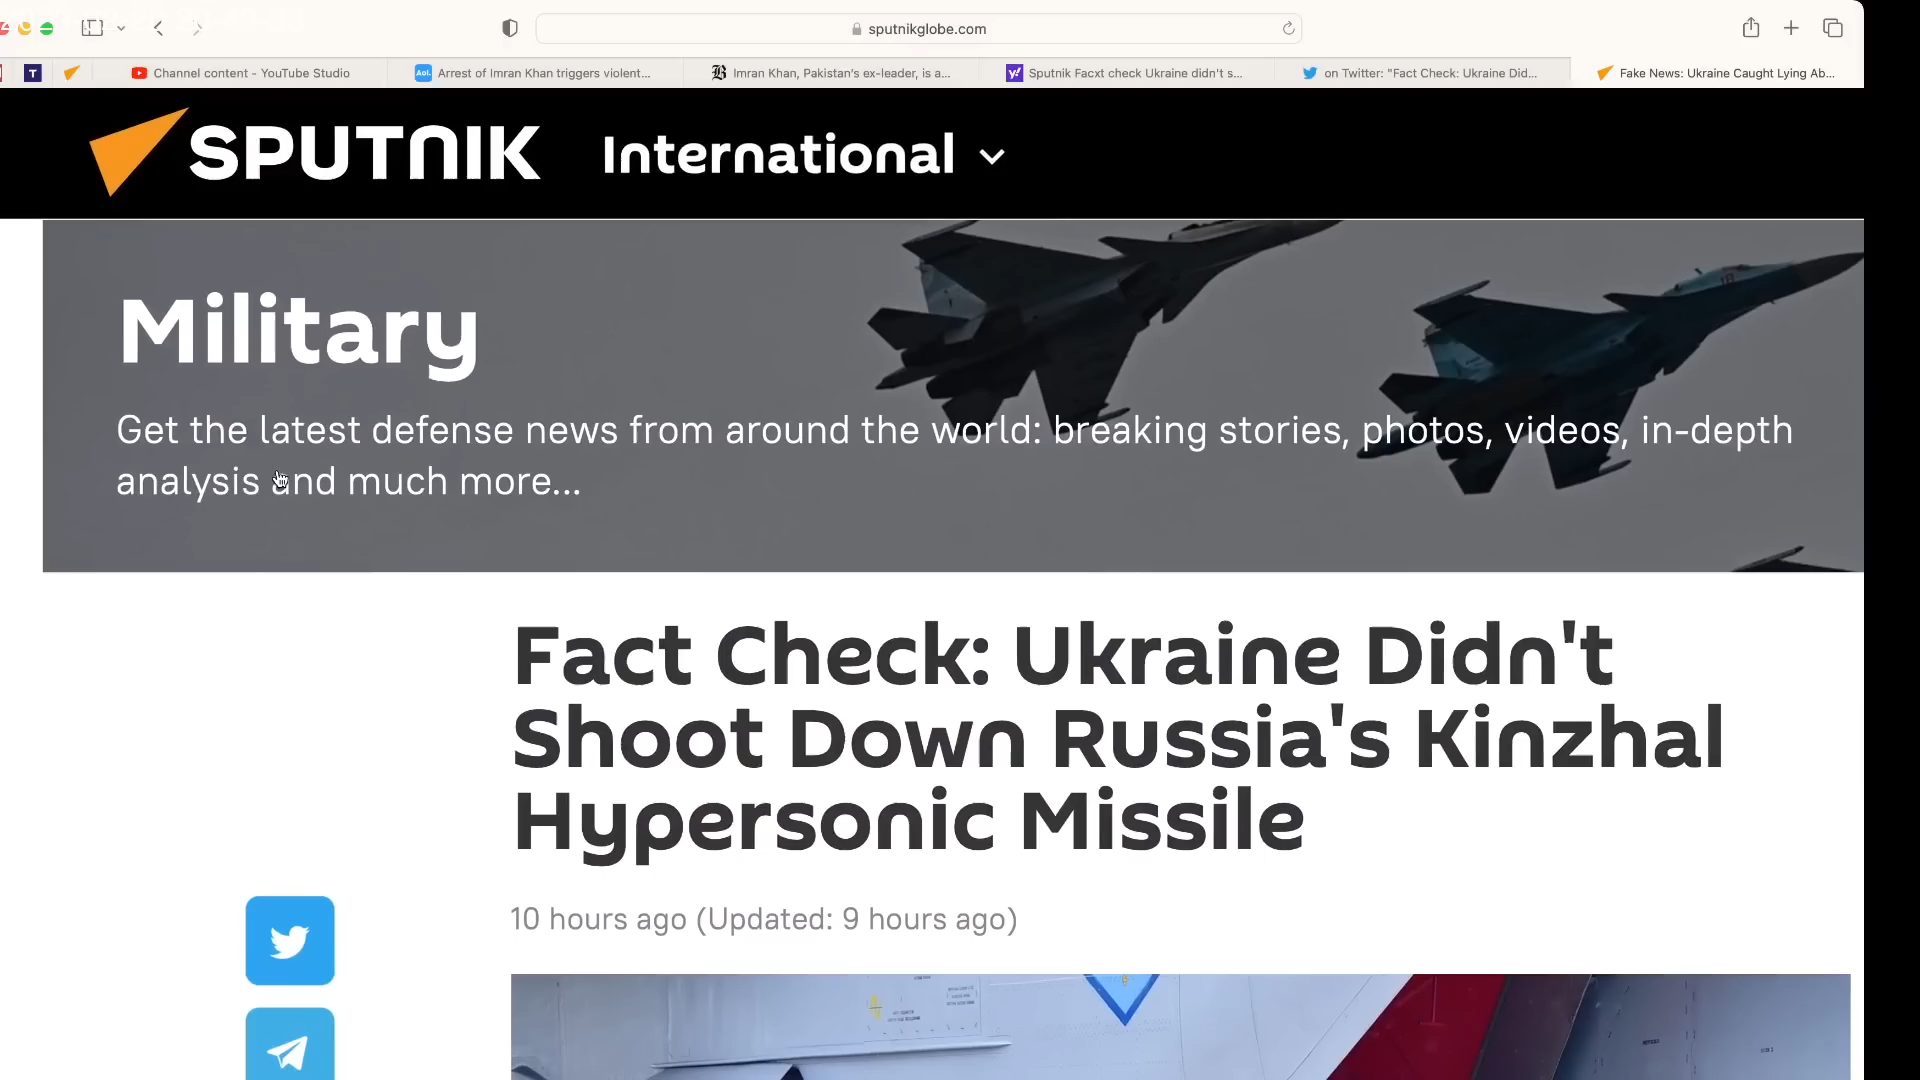 sputnikglobe.com
T
Channel content - YouTube Studio
Aol.
Arrest of Imran Khan triggers violent...
B
Imran Khan, Pakistan's ex-leader, is a...
y!
Sputnik Facxt check Ukraine didn't s...
on Twitter: "Fact Check: Ukraine Did...
Fake News: Ukraine Caught Lying Ab...
SPUTNIK
International
Military
Get the latest defense news from around the world: breaking stories, photos, videos, in-depth
analysis and much more...
Fact Check: Ukraine Didn't
Shoot Down Russia's Kinzhal
Hypersonic Missile
10 hours ago (Updated: 9 hours ago)